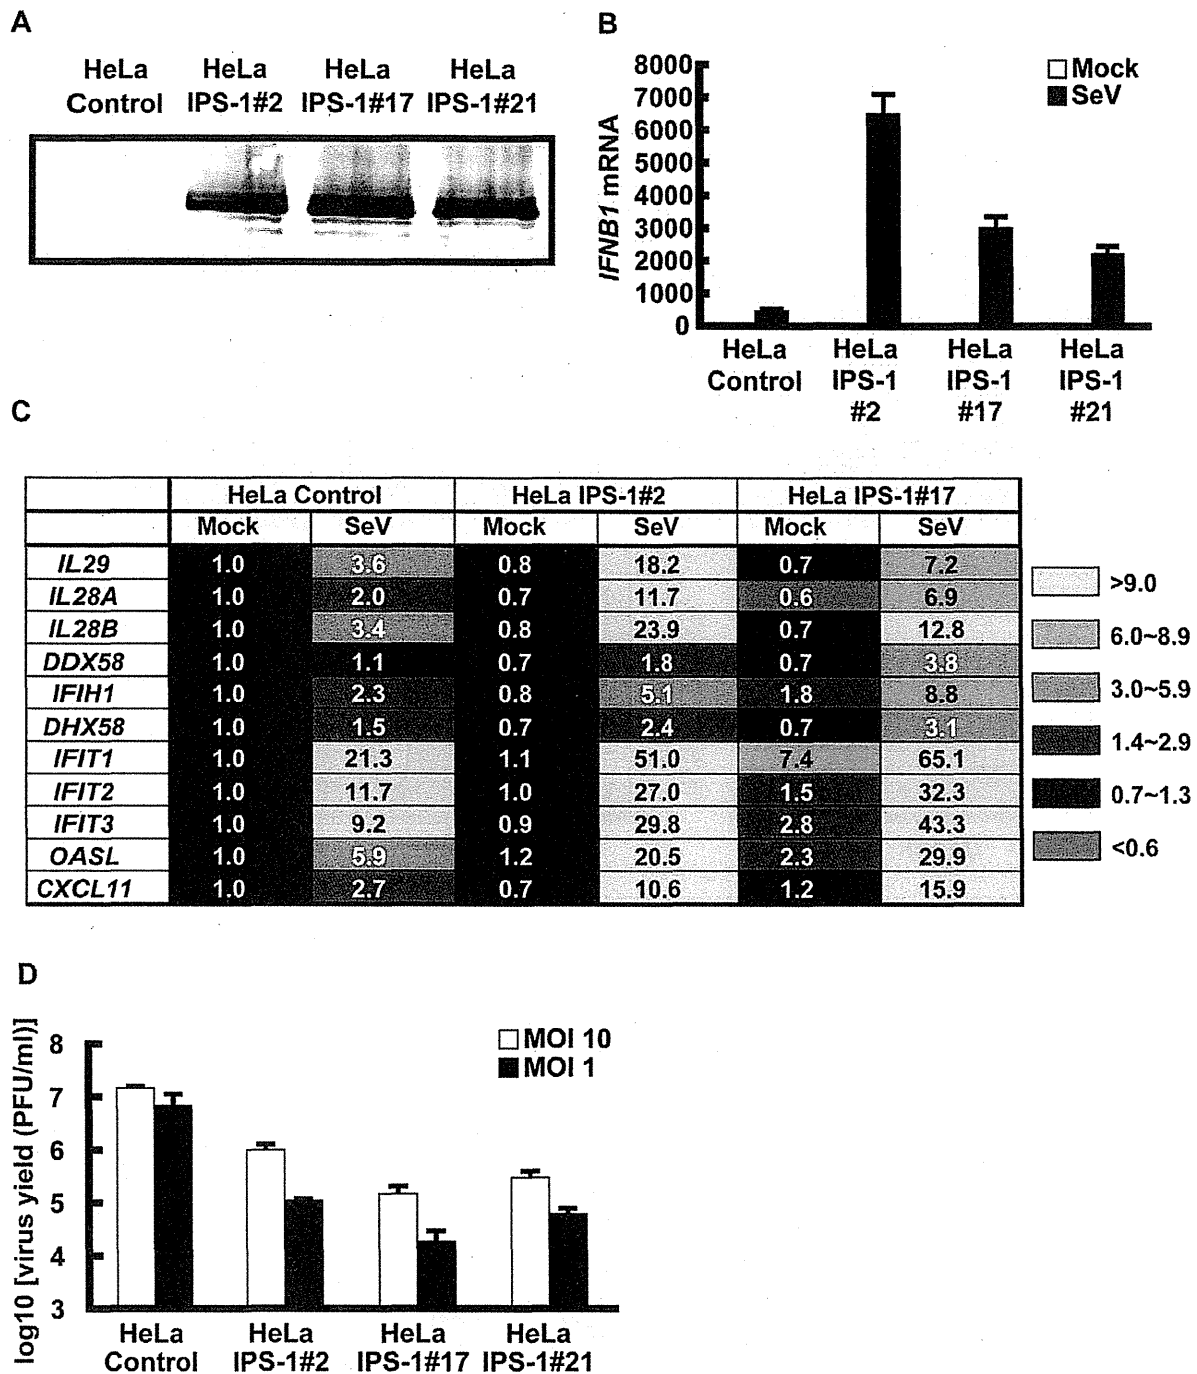 A
HeLa Control
HeLa IPS-1#2
HeLa IPS-1#17
HeLa IPS-1#21
B
IFNB1 mRNA
8000
7000
6000
5000
4000
3000
2000
1000
0
Mock
SeV
HeLa Control
HeLa IPS-1 #2
HeLa IPS-1 #17
HeLa IPS-1 #21
C
HeLa Control HeLa IPS-1#2 HeLa IPS-1#17
Mock SeV Mock SeV Mock SeV
IL29 1.0 3.6 0.8 18.2 0.7 7.2
IL28A 1.0 2.0 0.7 11.7 0.6 6.9
IL28B 1.0 3.4 0.8 23.9 0.7 12.8
DDX58 1.0 1.1 0.7 1.8 0.7 3.8
IFIH1 1.0 2.3 0.8 5.1 1.8 8.8
DHX58 1.0 1.5 0.7 2.4 0.7 3.1
IFIT1 1.0 21.3 1.1 51.0 7.4 65.1
IFIT2 1.0 11.7 1.0 27.0 1.5 32.3
IFIT3 1.0 9.2 0.9 29.8 2.8 43.3
OASL 1.0 5.9 1.2 20.5 2.3 29.9
CXCL11 1.0 2.7 0.7 10.6 1.2 15.9
>9.0
6.0~8.9
3.0~5.9
1.4~2.9
0.7~1.3
<0.6
D
log10 [virus yield (PFU/ml)]
8
7
6
5
4
3
MOI 10
MOI 1
HeLa Control
HeLa IPS-1#2
HeLa IPS-1#17
HeLa IPS-1#21